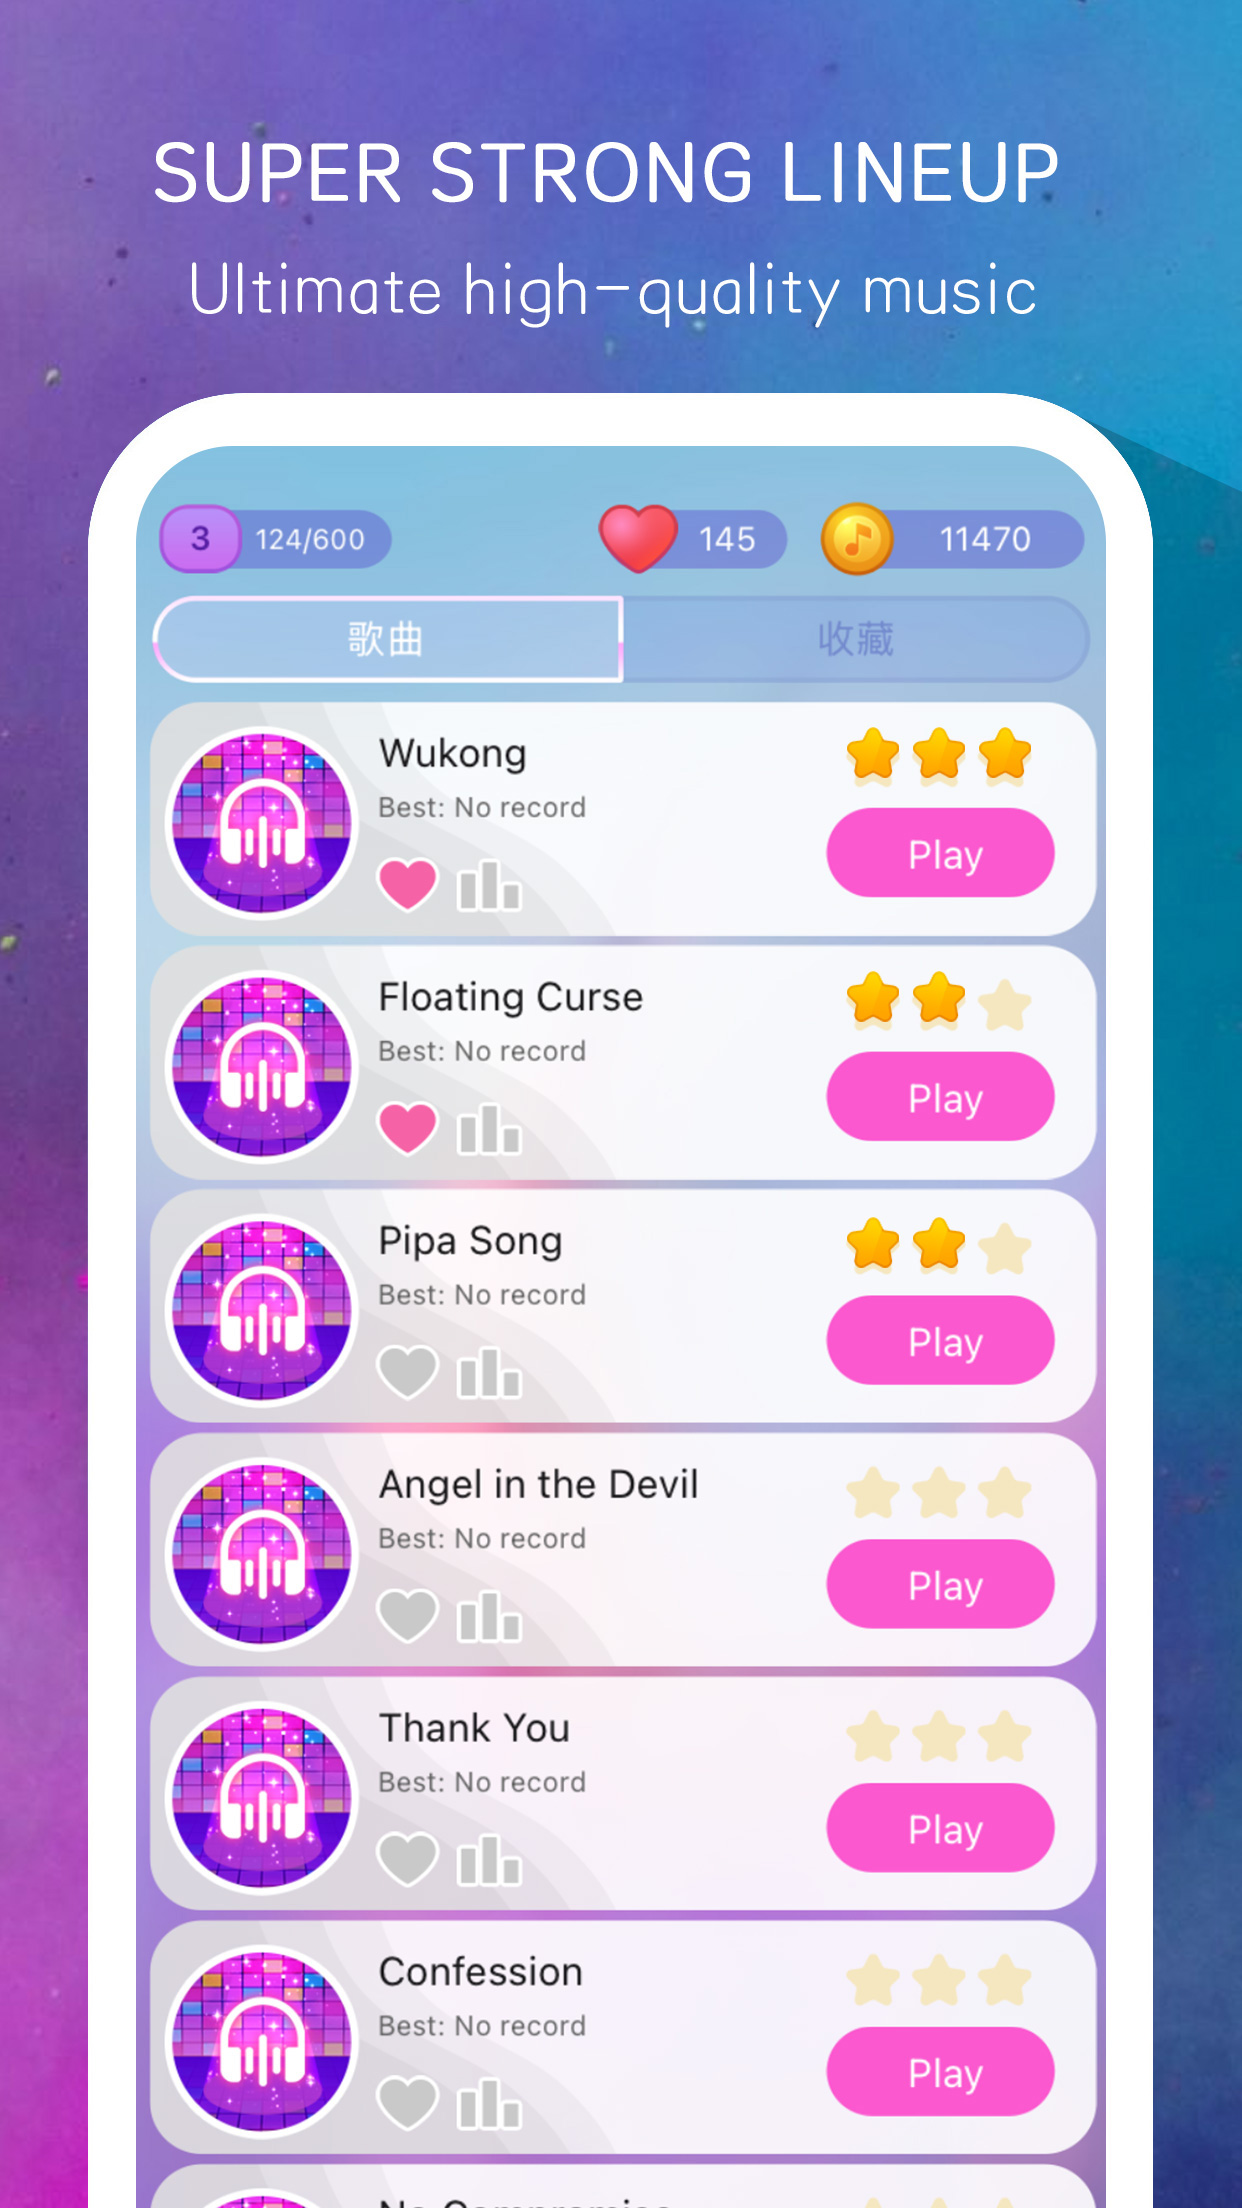 SUPER STRONG LINEUP
Ultimate high-quality music
3 124/600 145 11470
歌曲 收藏
Wukong
Best: No record
Play
Floating Curse
Best: No record
Play
Pipa Song
Best: No record
Play
Angel in the Devil
Best: No record
Play
Thank You
Best: No record
Play
Confession
Best: No record
Play
No Compromise